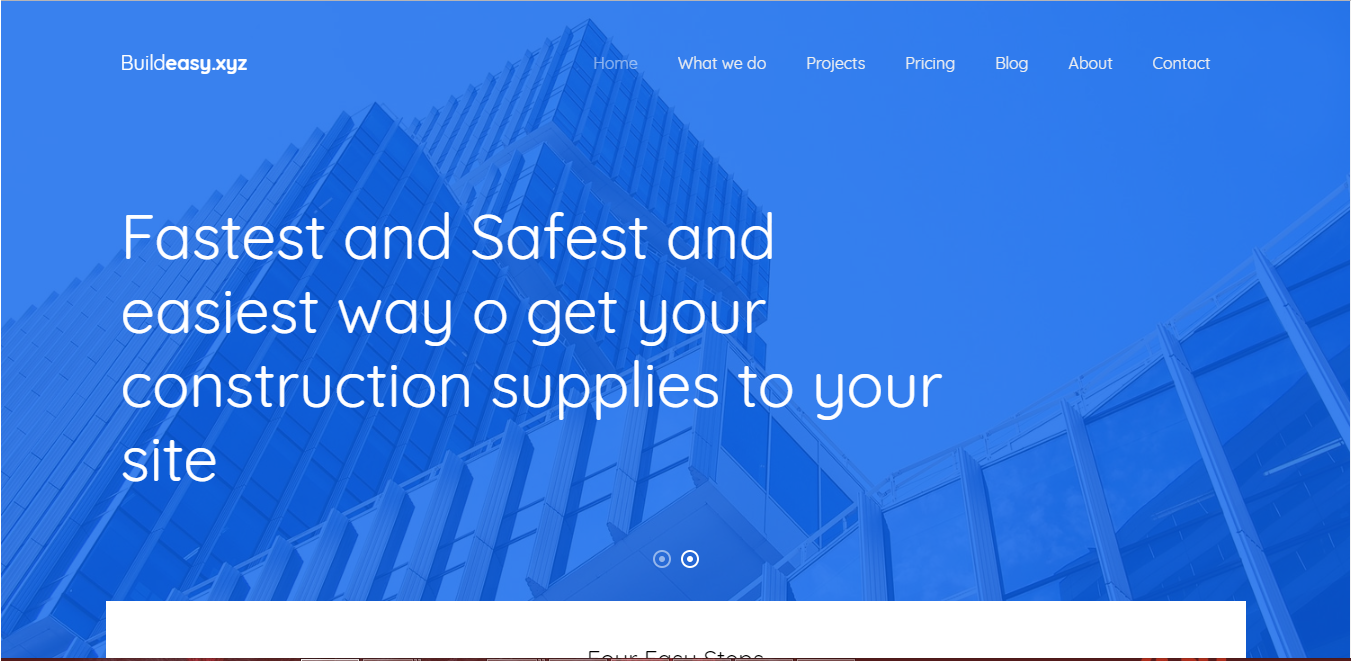 Buildeasy.xyz
Home What we do Projects Pricing Blog About Contact
Fastest and Safest and
easiest way o get your
construction supplies to your
site
Four Easy Steps